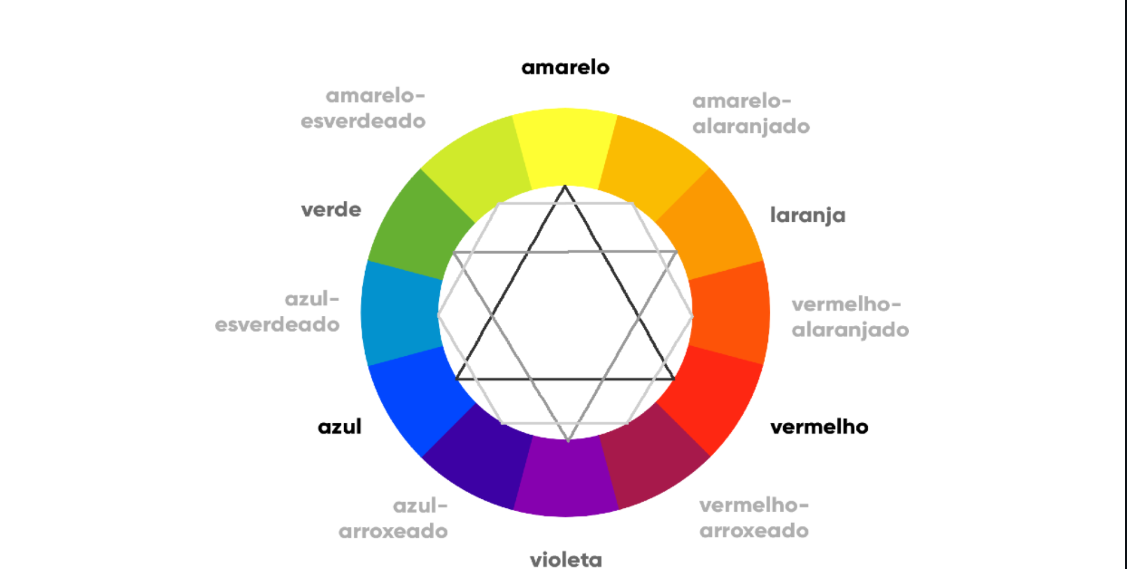 amarelo
amarelo-
esverdeado
amarelo-
alaranjado
verde
laranja
azul-
esverdeado
vermelho-
alaranjado
azul
vermelho
azul-
arroxeado
vermelho-
arroxeado
violeta